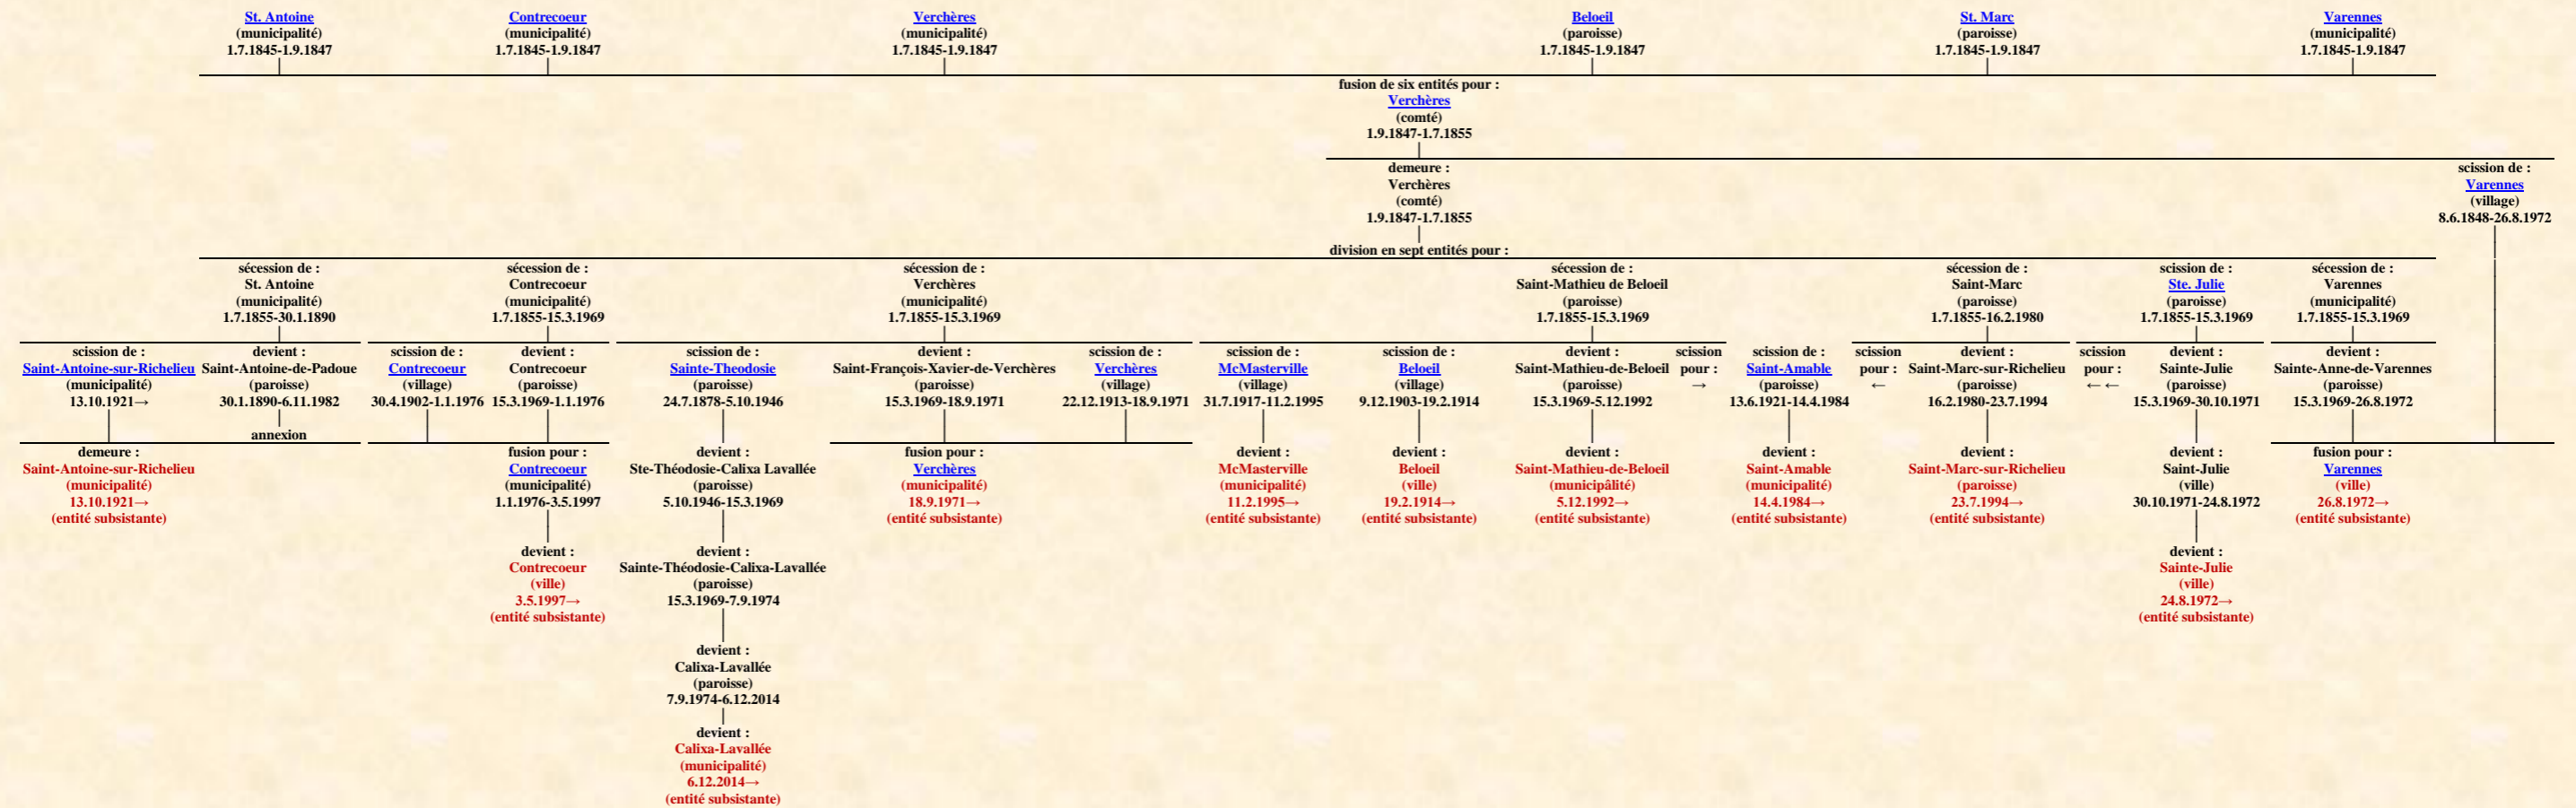 St. Antoine
(municipalité)
1.7.1845-1.9.1847
Contrecoeur
(municipalité)
1.7.1845-1.9.1847
Verchères
(municipalité)
1.7.1845-1.9.1847
Beloeil
(paroisse)
1.7.1845-1.9.1847
St. Marc
(paroisse)
1.7.1845-1.9.1847
Varennes
(municipalité)
1.7.1845-1.9.1847
fusion de six entités pour :
Verchères
(comté)
1.9.1847-1.7.1855
demeure :
Verchères
(comté)
1.9.1847-1.7.1855
scission de :
Varennes
(village)
8.6.1848-26.8.1972
division en sept entités pour :
sécession de :
St. Antoine
(municipalité)
1.7.1855-30.1.1890
sécession de :
Contrecoeur
(municipalité)
1.7.1855-15.3.1969
sécession de :
Verchères
(municipalité)
1.7.1855-15.3.1969
sécession de :
Saint-Mathieu de Beloeil
(paroisse)
1.7.1855-15.3.1969
sécession de :
Saint-Marc
(paroisse)
1.7.1855-16.2.1980
scission de :
Ste. Julie
(paroisse)
1.7.1855-15.3.1969
sécession de :
Varennes
(municipalité)
1.7.1855-15.3.1969
scission de :
Saint-Antoine-sur-Richelieu
(municipalité)
13.10.1921→
devient :
Saint-Antoine-de-Padoue
(paroisse)
30.1.1890-6.11.1982
annexion
scission de :
Contrecoeur
(village)
30.4.1902-1.1.1976
devient :
Contrecoeur
(paroisse)
15.3.1969-1.1.1976
scission de :
Sainte-Theodosie
(paroisse)
24.7.1878-5.10.1946
devient :
Saint-François-Xavier-de-Verchères
(paroisse)
15.3.1969-18.9.1971
scission de :
Verchères
(village)
22.12.1913-18.9.1971
scission de :
McMasterville
(village)
31.7.1917-11.2.1995
scission de :
Beloeil
(village)
9.12.1903-19.2.1914
devient :
Saint-Mathieu-de-Beloeil
(paroisse)
15.3.1969-5.12.1992
scission
pour :
→
scission de :
Saint-Amable
(paroisse)
13.6.1921-14.4.1984
scission
pour :
←
devient :
Saint-Marc-sur-Richelieu
(paroisse)
16.2.1980-23.7.1994
scission
pour :
← ←
devient :
Sainte-Julie
(paroisse)
15.3.1969-30.10.1971
devient :
Sainte-Anne-de-Varennes
(paroisse)
15.3.1969-26.8.1972
demeure :
Saint-Antoine-sur-Richelieu
(municipalité)
13.10.1921→
(entité subsistante)
fusion pour :
Contrecoeur
(municipalité)
1.1.1976-3.5.1997
devient :
Ste-Théodosie-Calixa Lavallée
(paroisse)
5.10.1946-15.3.1969
fusion pour :
Verchères
(municipalité)
18.9.1971→
(entité subsistante)
devient :
McMasterville
(municipalité)
11.2.1995→
(entité subsistante)
devient :
Beloeil
(ville)
19.2.1914→
(entité subsistante)
devient :
Saint-Mathieu-de-Beloeil
(municipâlité)
5.12.1992→
(entité subsistante)
devient :
Saint-Amable
(municipalité)
14.4.1984→
(entité subsistante)
devient :
Saint-Marc-sur-Richelieu
(paroisse)
23.7.1994→
(entité subsistante)
devient :
Saint-Julie
(ville)
30.10.1971-24.8.1972
fusion pour :
Varennes
(ville)
26.8.1972→
(entité subsistante)
devient :
Contrecoeur
(ville)
3.5.1997→
(entité subsistante)
devient :
Sainte-Théodosie-Calixa-Lavallée
(paroisse)
15.3.1969-7.9.1974
devient :
Sainte-Julie
(ville)
24.8.1972→
(entité subsistante)
devient :
Calixa-Lavallée
(paroisse)
7.9.1974-6.12.2014
devient :
Calixa-Lavallée
(municipalité)
6.12.2014→
(entité subsistante)